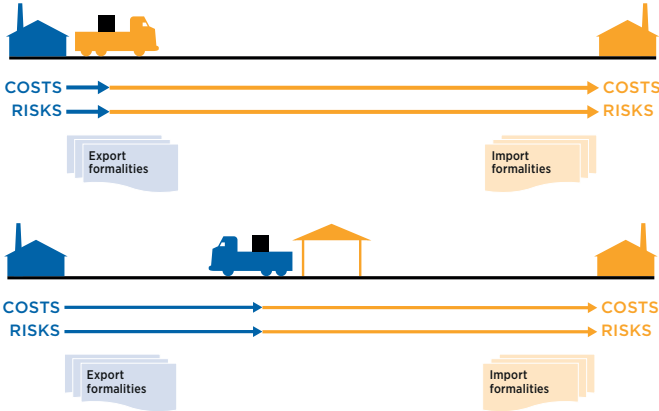 COSTS COSTS
RISKS RISKS
Export
formalities
Import
formalities
COSTS COSTS
RISKS RISKS
Export
formalities
Import
formalities